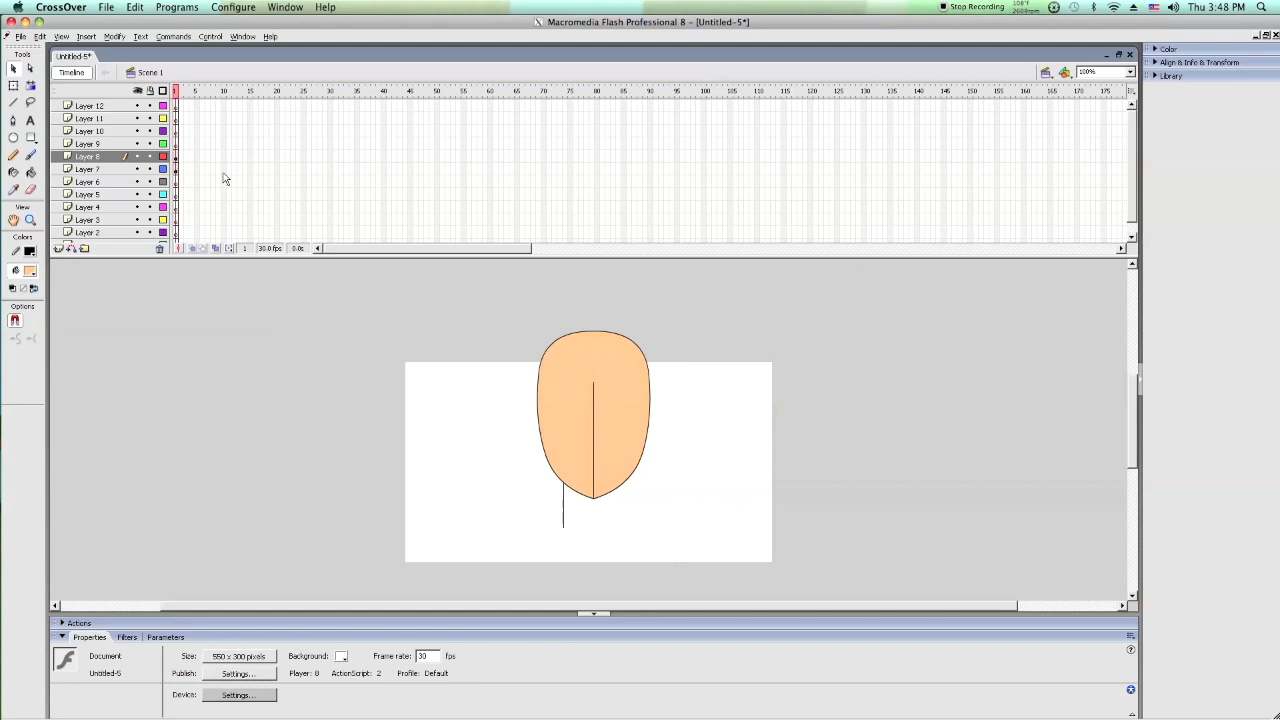 CrossOver File Edit Programs Configure Window Help 108°F 2609rpm Stop Recording Thu 3:48 PM
Macromedia Flash Professional 8 - [Untitled-5*]
File Edit View Insert Modify Text Commands Control Window Help
Tools
Untitled-5*
Timeline Scene 1 100%
Color
Align & Info & Transform
Library
1 5 10 15 20 25 30 35 40 45 50 55 60 65 70 75 80 85 90 95 100 105 110 115 120 125 130 135 140 145 150 155 160 165 170 175
Layer 12
Layer 11
Layer 10
Layer 9
Layer 8
Layer 7
Layer 6
Layer 5
Layer 4
Layer 3
Layer 2
1 30.0 fps 0.0s
View
Colors
Options
Actions
Properties Filters Parameters
Document Size: 550 x 300 pixels Background: Frame rate: 30 fps
Untitled-5 Publish: Settings... Player: 8 ActionScript: 2 Profile: Default
Device: Settings...